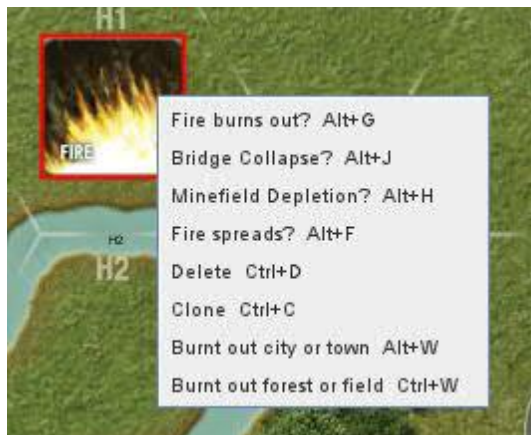 H1
FIRE
Fire burns out? Alt+G
Bridge Collapse? Alt+J
Minefield Depletion? Alt+H
Fire spreads? Alt+F
H2
H2
Delete Ctrl+D
Clone Ctrl+C
Burnt out city or town Alt+W
Burnt out forest or field Ctrl+W